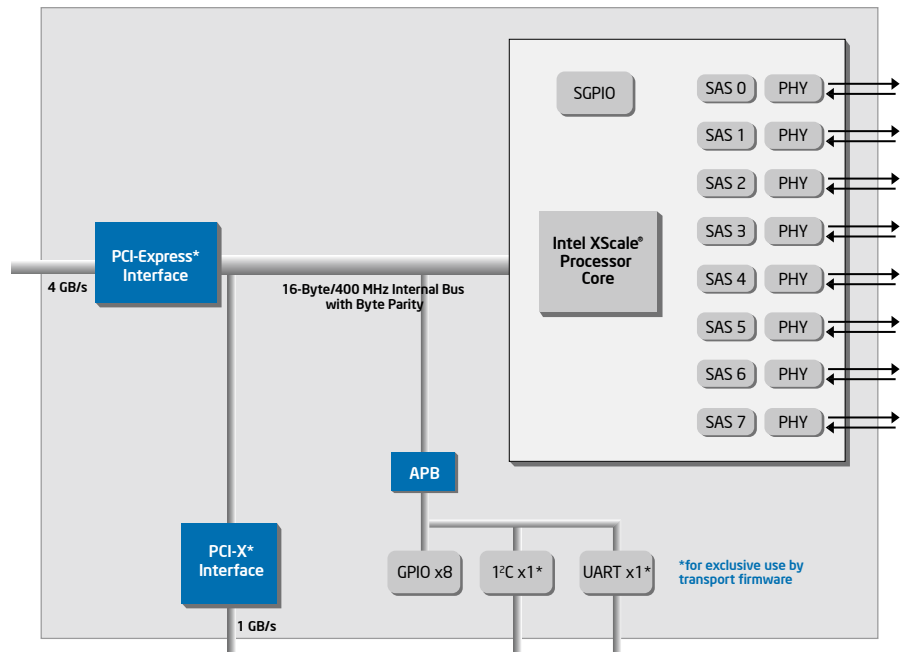 SGPIO
SAS 0 PHY
SAS 1 PHY
SAS 2 PHY
SAS 3 PHY
SAS 4 PHY
SAS 5 PHY
SAS 6 PHY
SAS 7 PHY
Intel XScale®
Processor
Core
PCI-Express*
Interface
4 GB/s
16-Byte/400 MHz Internal Bus
with Byte Parity
APB
PCI-X*
Interface
1 GB/s
GPIO x8
1²C x1*
UART x1*
*for exclusive use by
transport firmware